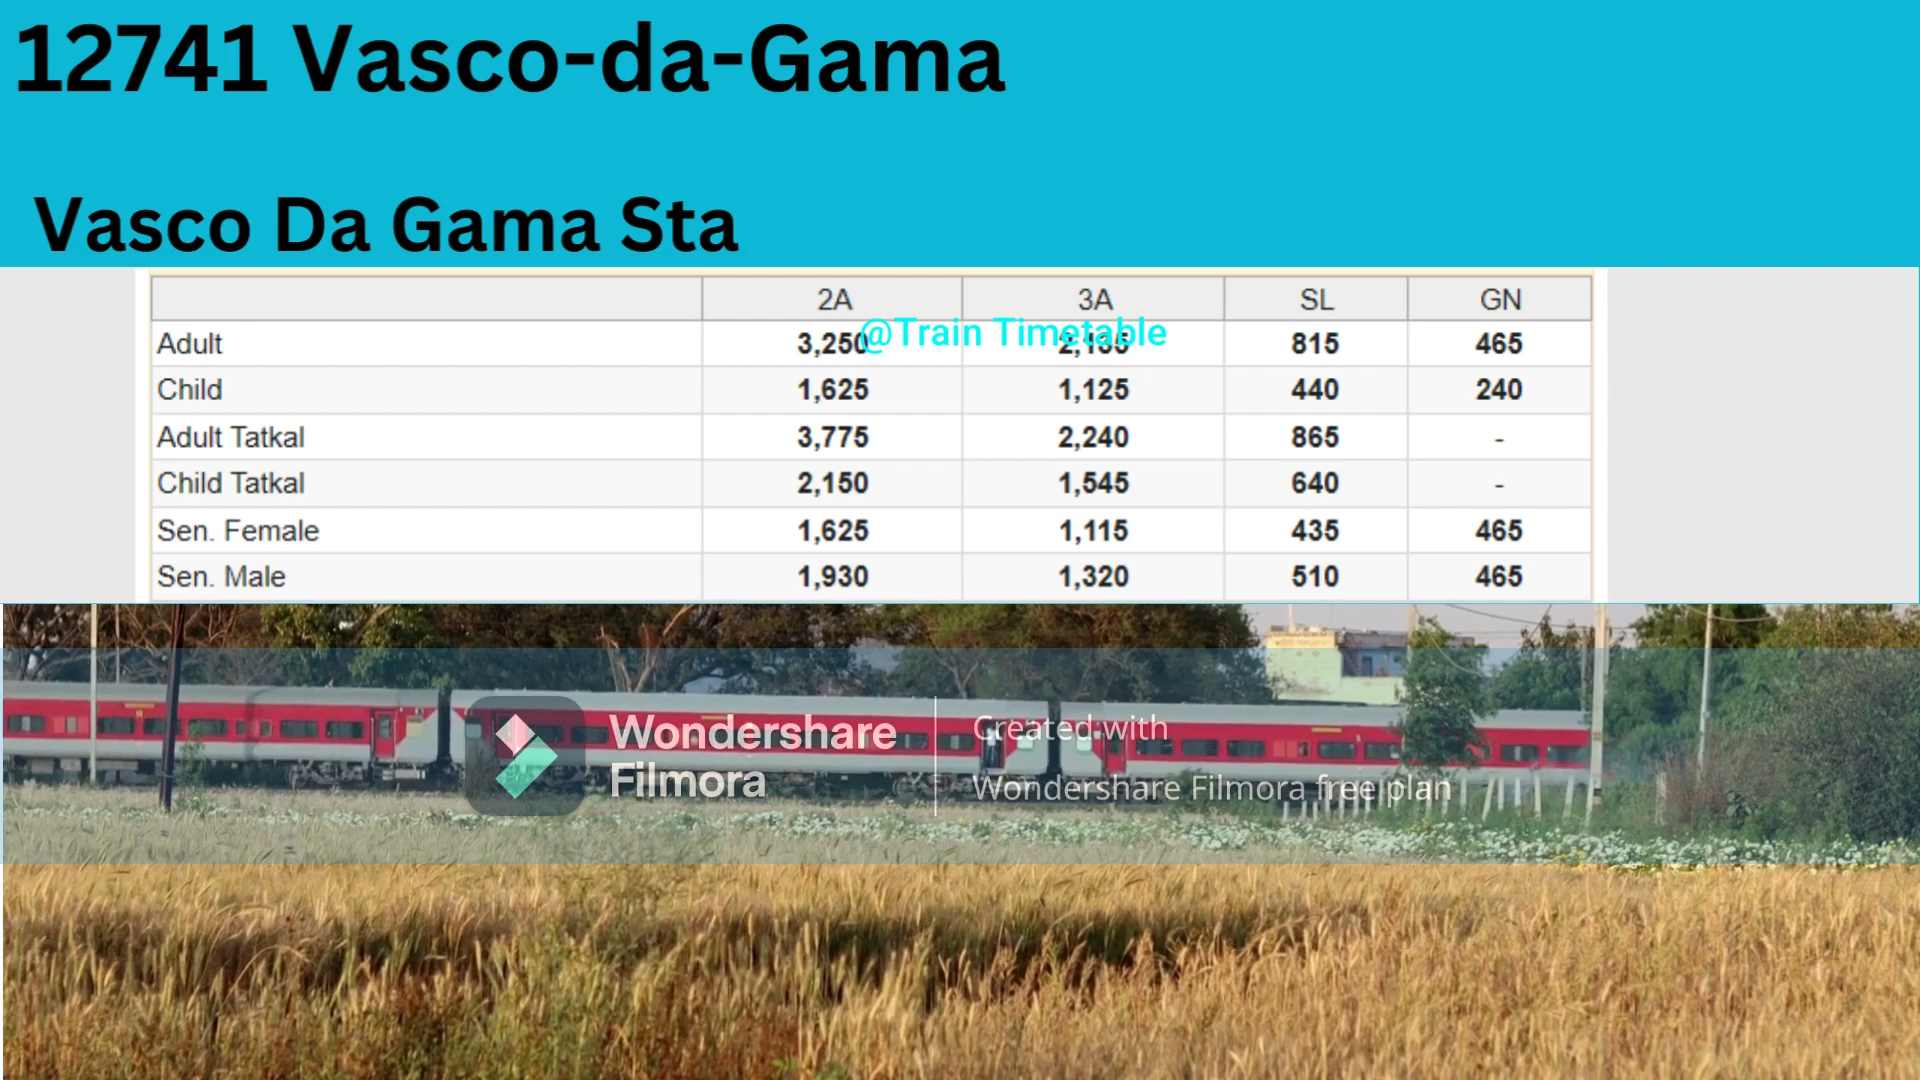 12741 Vasco-da-Gama
Vasco Da Gama Sta
2A 3A SL GN
@Train Timetable
Adult 3,250 815 465
Child 1,625 1,125 440 240
Adult Tatkal 3,775 2,240 865 -
Child Tatkal 2,150 1,545 640 -
Sen. Female 1,625 1,115 435 465
Sen. Male 1,930 1,320 510 465
Wondershare
Filmora
Created with
Wondershare Filmora free plan